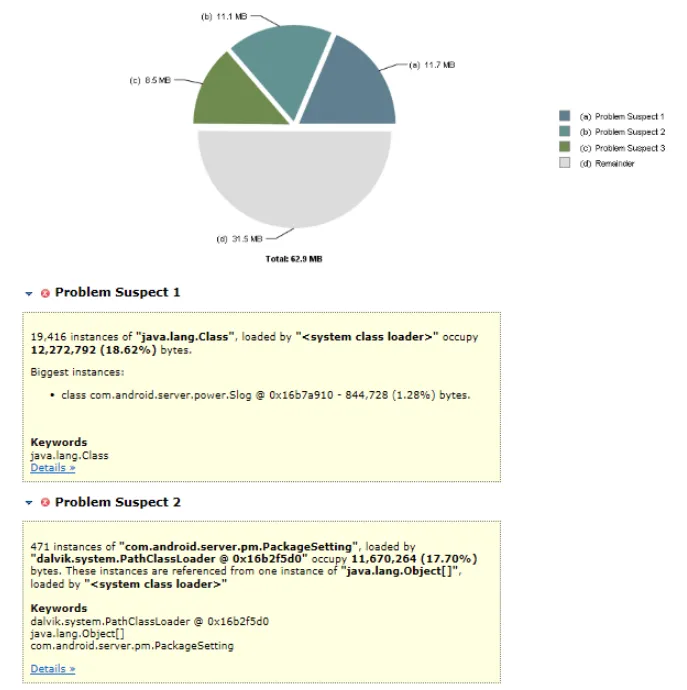 (b) 11.1 MB
(a) 11.7 MB
(c) 8.5 MB
(a) Problem Suspect 1
(b) Problem Suspect 2
(c) Problem Suspect 3
(d) Remainder
(d) 31.5 MB
Total: 62.9 MB
Problem Suspect 1
19,416 instances of "java.lang.Class", loaded by "<system class loader>" occupy
12,272,792 (18.62%) bytes.
Biggest instances:
• class com.android.server.power.Slog @ 0x16b7a910 - 844,728 (1.28%) bytes.
Keywords
java.lang.Class
Details »
Problem Suspect 2
471 instances of "com.android.server.pm.PackageSetting", loaded by
"dalvik.system.PathClassLoader @ 0x16b2f5d0" occupy 11,670,264 (17.70%)
bytes. These instances are referenced from one instance of "java.lang.Object[]",
loaded by "<system class loader>"
Keywords
dalvik.system.PathClassLoader @ 0x16b2f5d0
java.lang.Object[]
com.android.server.pm.PackageSetting
Details »